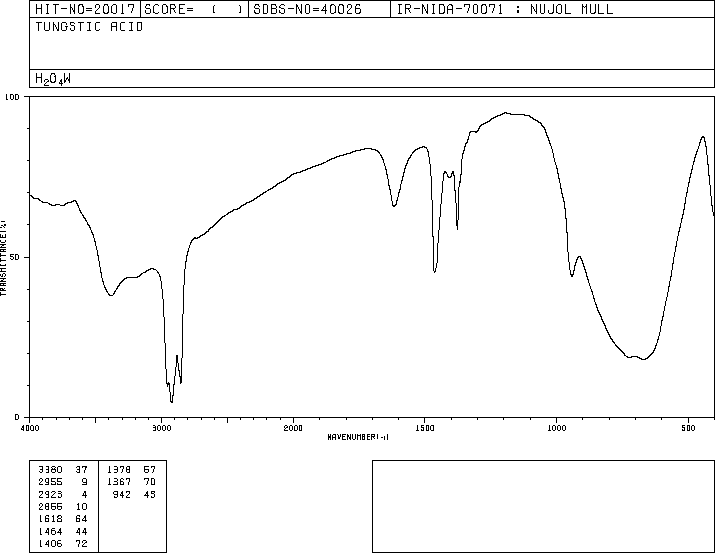 HIT-NO=20017 SCORE= ( ) SDBS-NO=40026 IR-NIDA-70071 : NUJOL MULL
TUNGSTIC ACID
H2O4W
100
50
0
TRANSMITTANCE(%)
4000 3000 2000 1500 1000 500
WAVENUMBER(-1)
3380 37 1378 57
2955 9 1367 70
2923 4 942 43
2855 10
1618 64
1464 44
1406 72